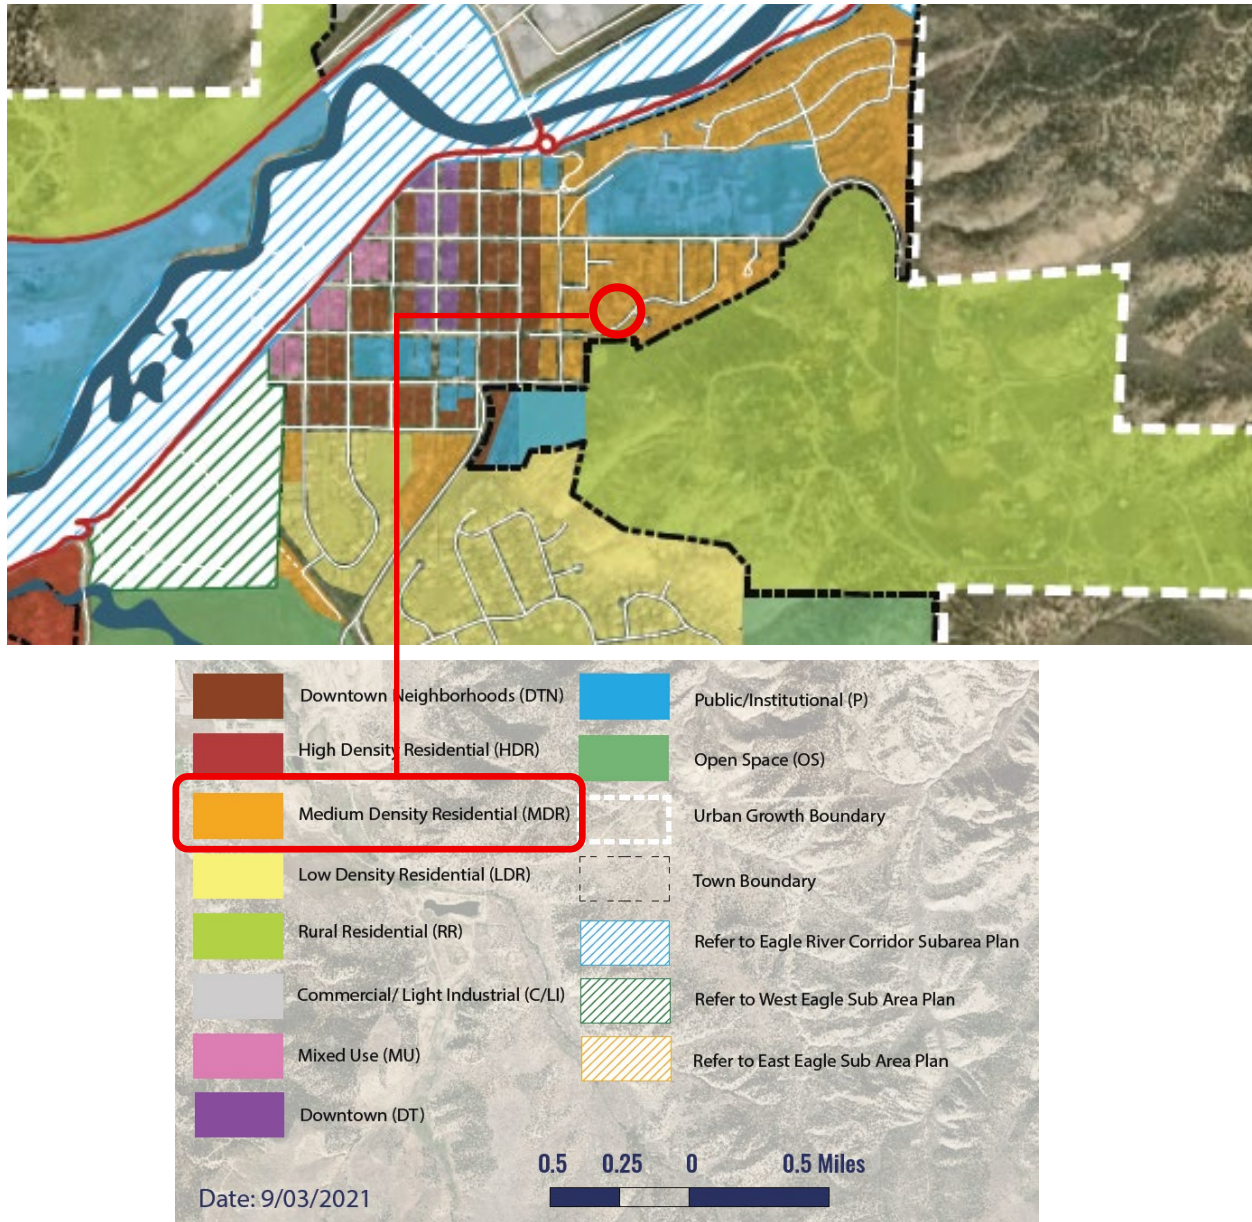 Downtown Neighborhoods (DTN)
High Density Residential (HDR)
Medium Density Residential (MDR)
Low Density Residential (LDR)
Rural Residential (RR)
Commercial/ Light Industrial (C/LI)
Mixed Use (MU)
Downtown (DT)
Public/Institutional (P)
Open Space (OS)
Urban Growth Boundary
Town Boundary
Refer to Eagle River Corridor Subarea Plan
Refer to West Eagle Sub Area Plan
Refer to East Eagle Sub Area Plan
0.5 0.25 0 0.5 Miles
Date: 9/03/2021